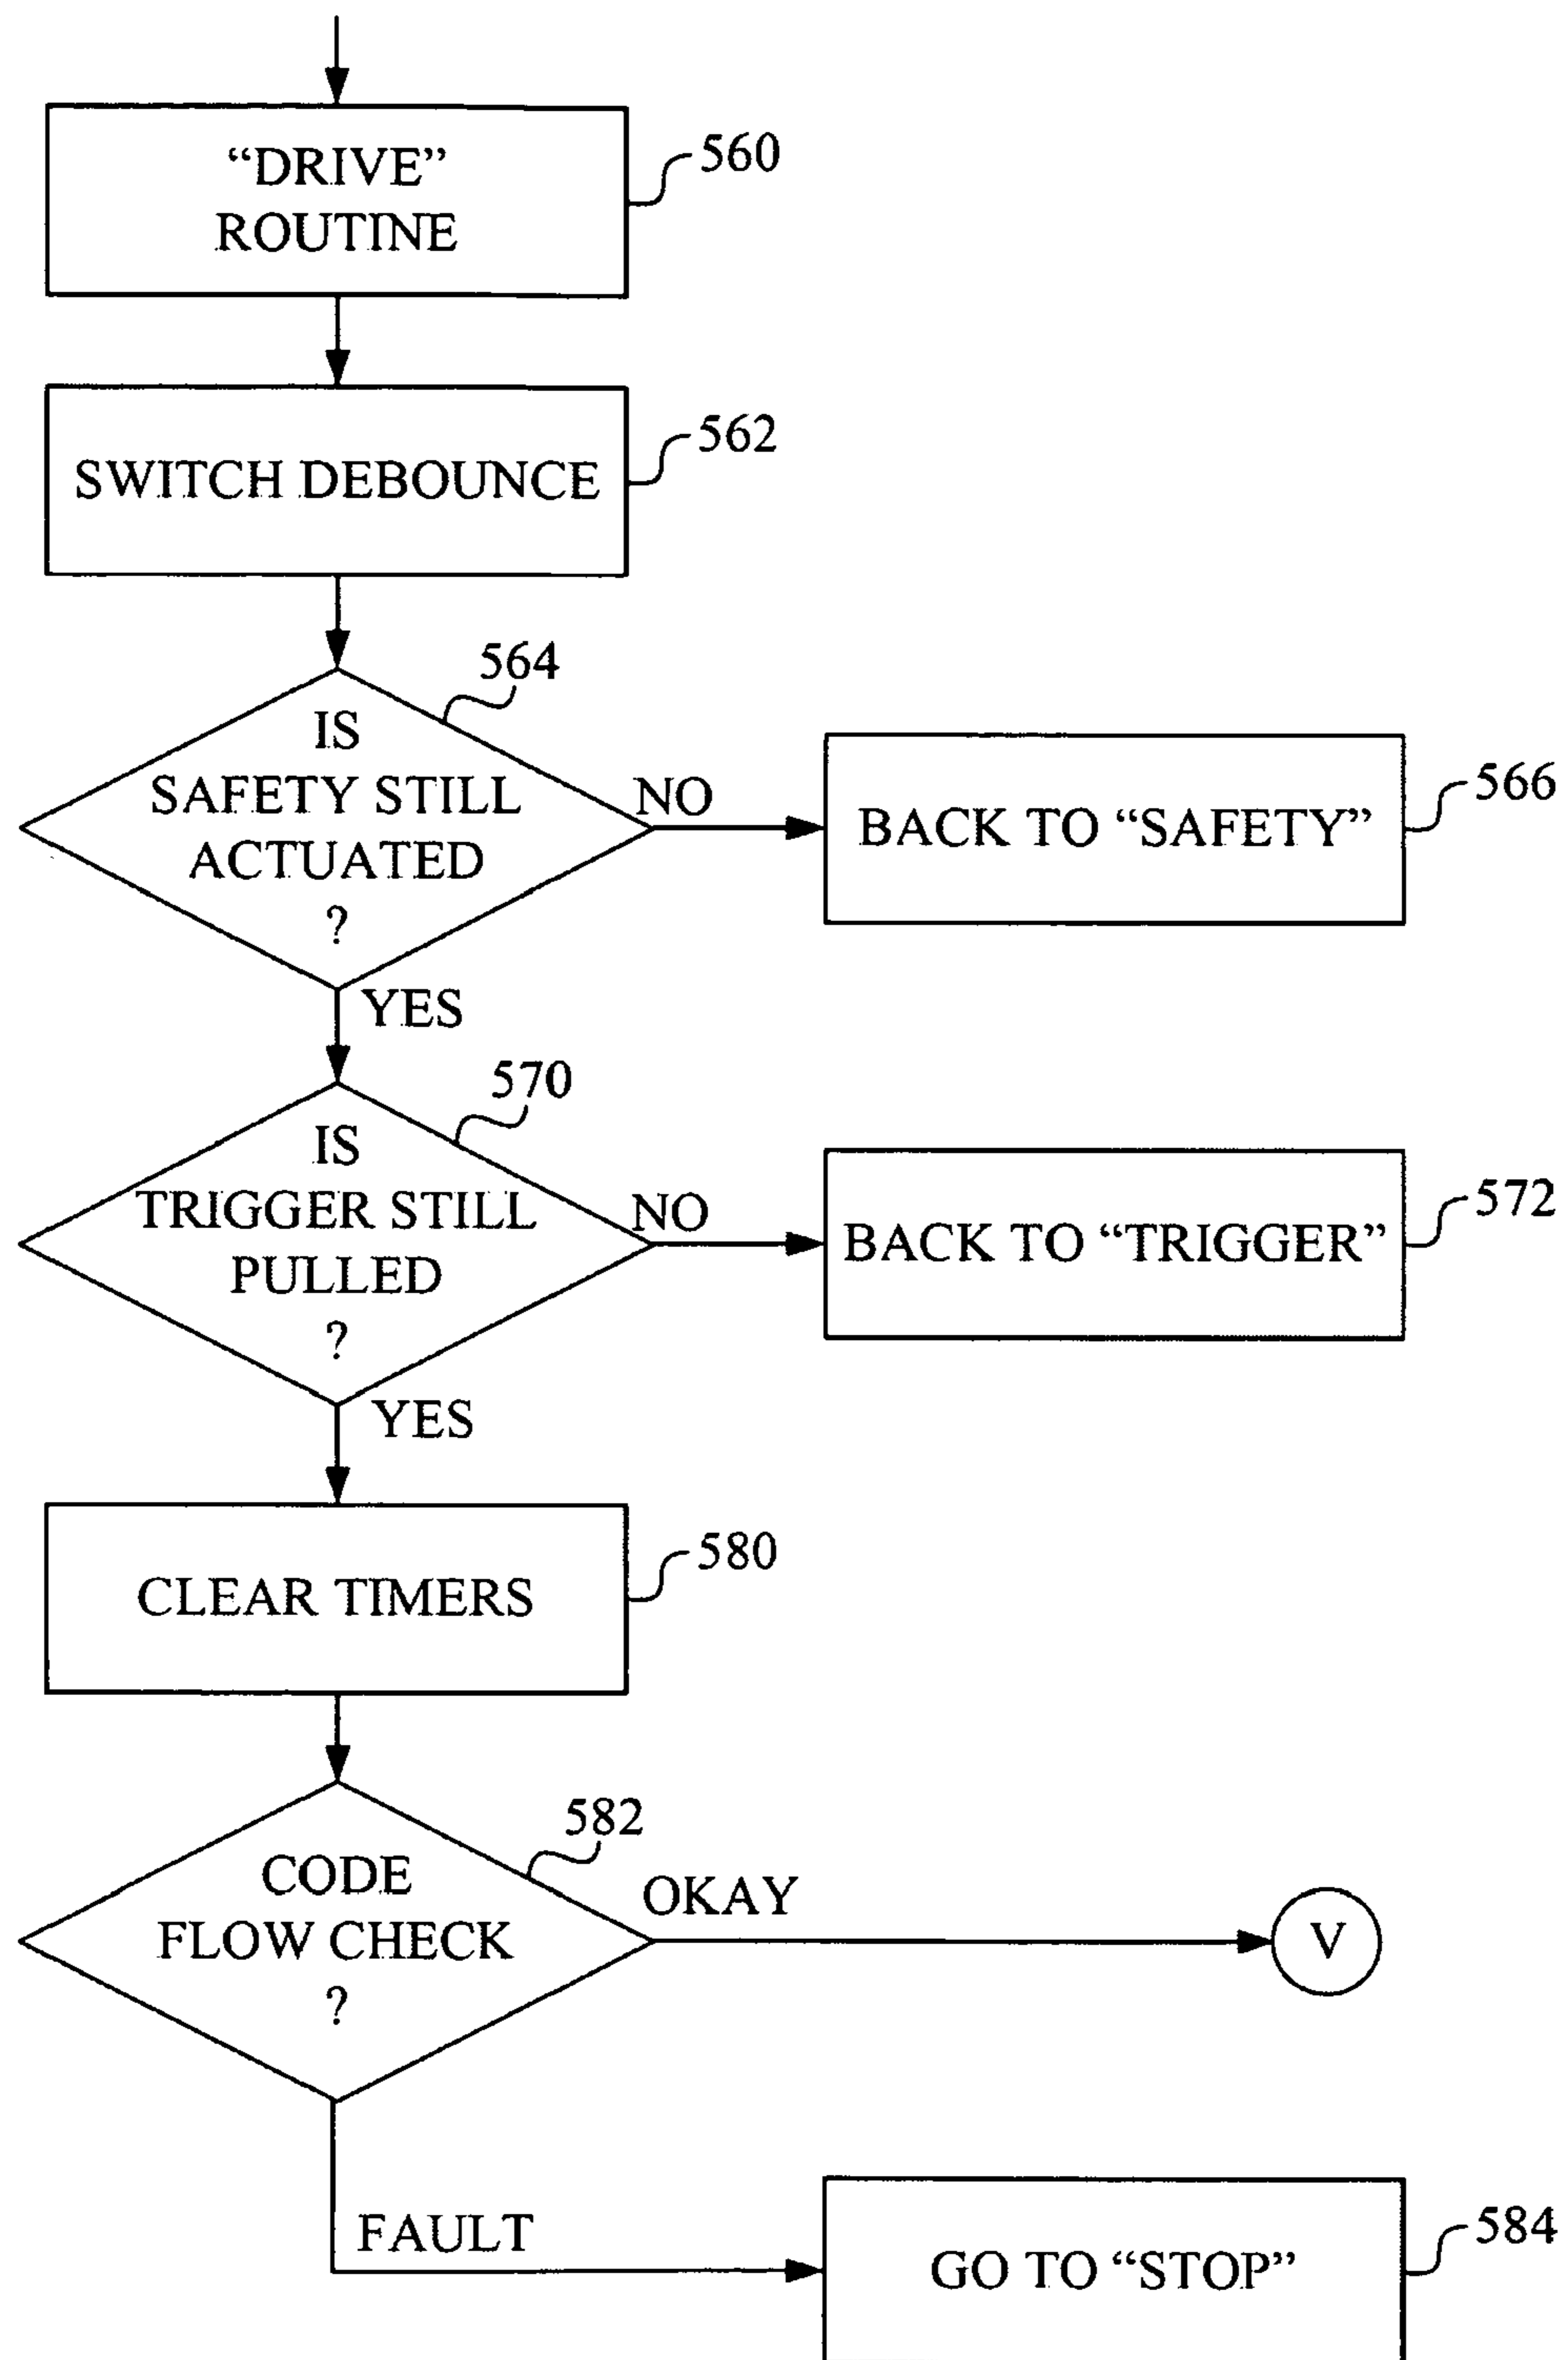 “DRIVE”
ROUTINE
560
SWITCH DEBOUNCE
562
564
IS
SAFETY STILL
ACTUATED
?
NO
BACK TO “SAFETY”
566
YES
570
IS
TRIGGER STILL
PULLED
?
NO
BACK TO “TRIGGER”
572
YES
CLEAR TIMERS
580
582
CODE
FLOW CHECK
?
OKAY
V
FAULT
GO TO “STOP”
584